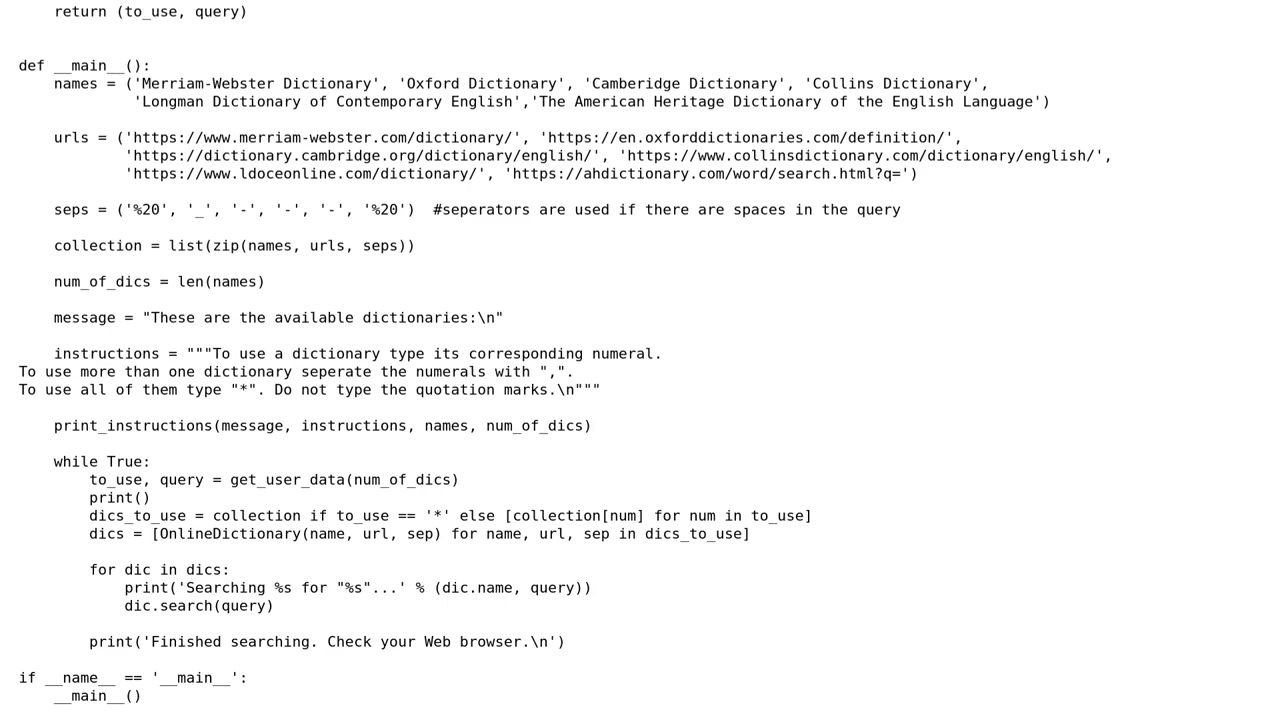 return (to_use, query)


def __main__():
    names = ('Merriam-Webster Dictionary', 'Oxford Dictionary', 'Camberidge Dictionary', 'Collins Dictionary',
             'Longman Dictionary of Contemporary English','The American Heritage Dictionary of the English Language')

    urls = ('https://www.merriam-webster.com/dictionary/', 'https://en.oxforddictionaries.com/definition/',
            'https://dictionary.cambridge.org/dictionary/english/', 'https://www.collinsdictionary.com/dictionary/english/',
            'https://www.ldoceonline.com/dictionary/', 'https://ahdictionary.com/word/search.html?q=')

    seps = ('%20', '_', '-', '-', '-', '%20')  #seperators are used if there are spaces in the query

    collection = list(zip(names, urls, seps))

    num_of_dics = len(names)

    message = "These are the available dictionaries:\n"

    instructions = """To use a dictionary type its corresponding numeral.
To use more than one dictionary seperate the numerals with ",".
To use all of them type "*". Do not type the quotation marks.\n"""

    print_instructions(message, instructions, names, num_of_dics)

    while True:
        to_use, query = get_user_data(num_of_dics)
        print()
        dics_to_use = collection if to_use == '*' else [collection[num] for num in to_use]
        dics = [OnlineDictionary(name, url, sep) for name, url, sep in dics_to_use]

        for dic in dics:
            print('Searching %s for "%s"...' % (dic.name, query))
            dic.search(query)

        print('Finished searching. Check your Web browser.\n')

if __name__ == '__main__':
    __main__()